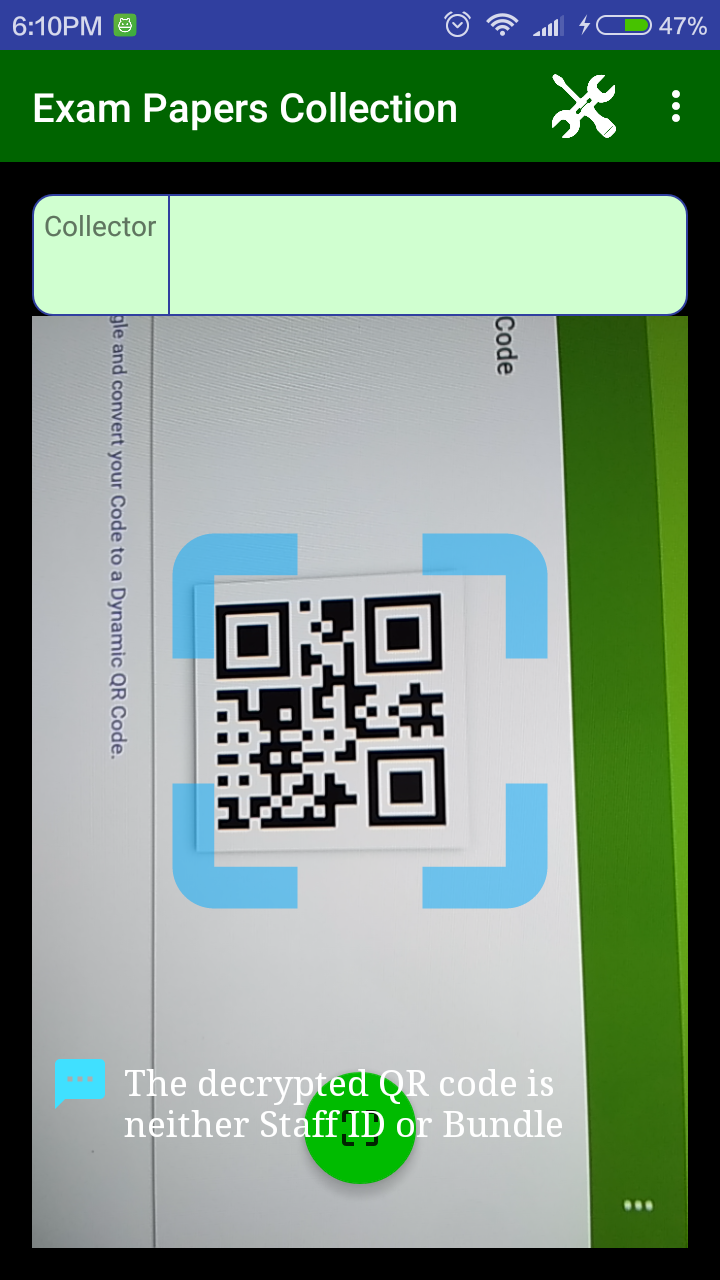 6:10PM
47%
Exam Papers Collection
Collector
Code
gle and convert your Code to a Dynamic QR Code.
The decrypted QR code is
neither Staff ID or Bundle